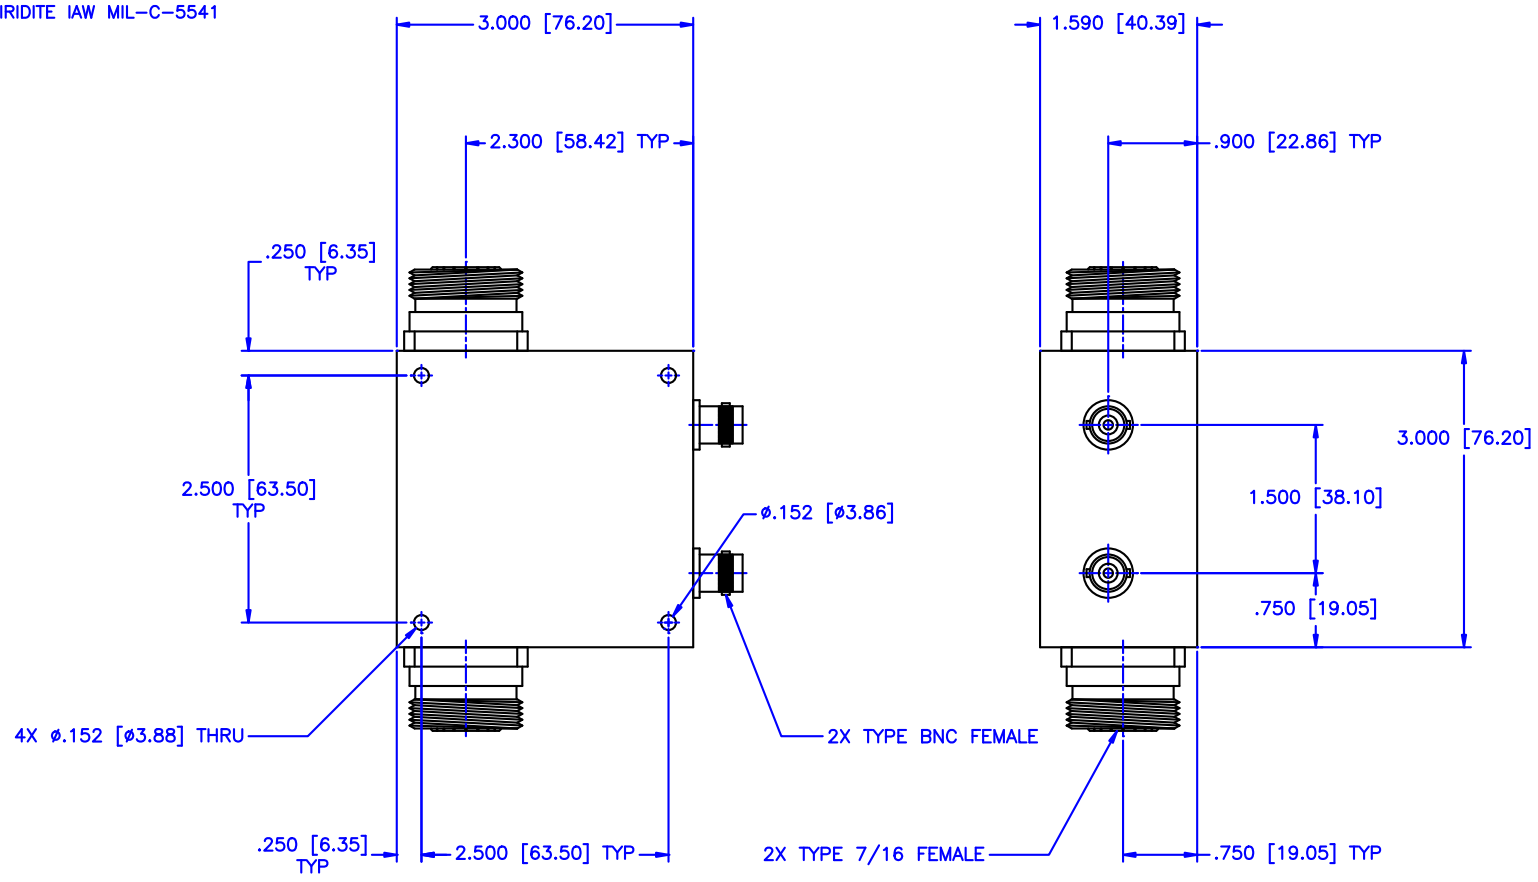 IRIDITE IAW MIL-C-5541
3.000 [76.20]
1.590 [40.39]
2.300 [58.42] TYP
.900 [22.86] TYP
.250 [6.35]
TYP
3.000 [76.20]
2.500 [63.50]
TYP
1.500 [38.10]
ø.152 [ø3.86]
.750 [19.05]
4X ø.152 [ø3.88] THRU
2X TYPE BNC FEMALE
.250 [6.35]
TYP
2.500 [63.50] TYP
2X TYPE 7/16 FEMALE
.750 [19.05] TYP